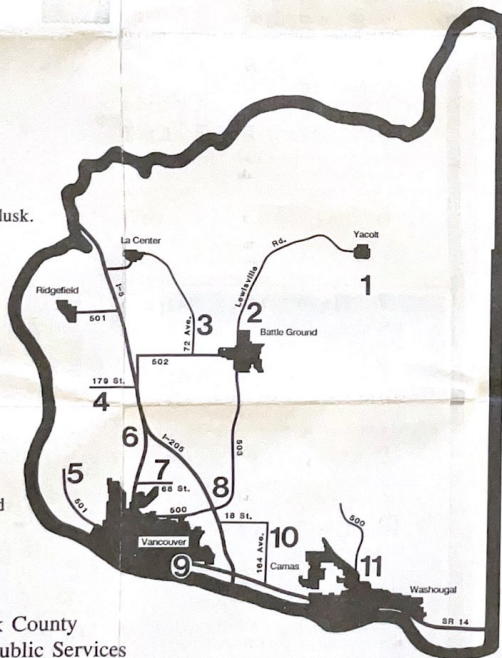 lusk.
La Center
Yacolt
Rd.
Lewisville
1
I-5
Ridgefield
501
3
2
72 Ave.
Battle Ground
502
179 St.
4
6
I-205
503
5
7
68 St.
8
501
500
18 St.
500
Vancouver
10
164 Ave.
9
Camas
11
Washougal
SR 14
d
k County
ublic Services